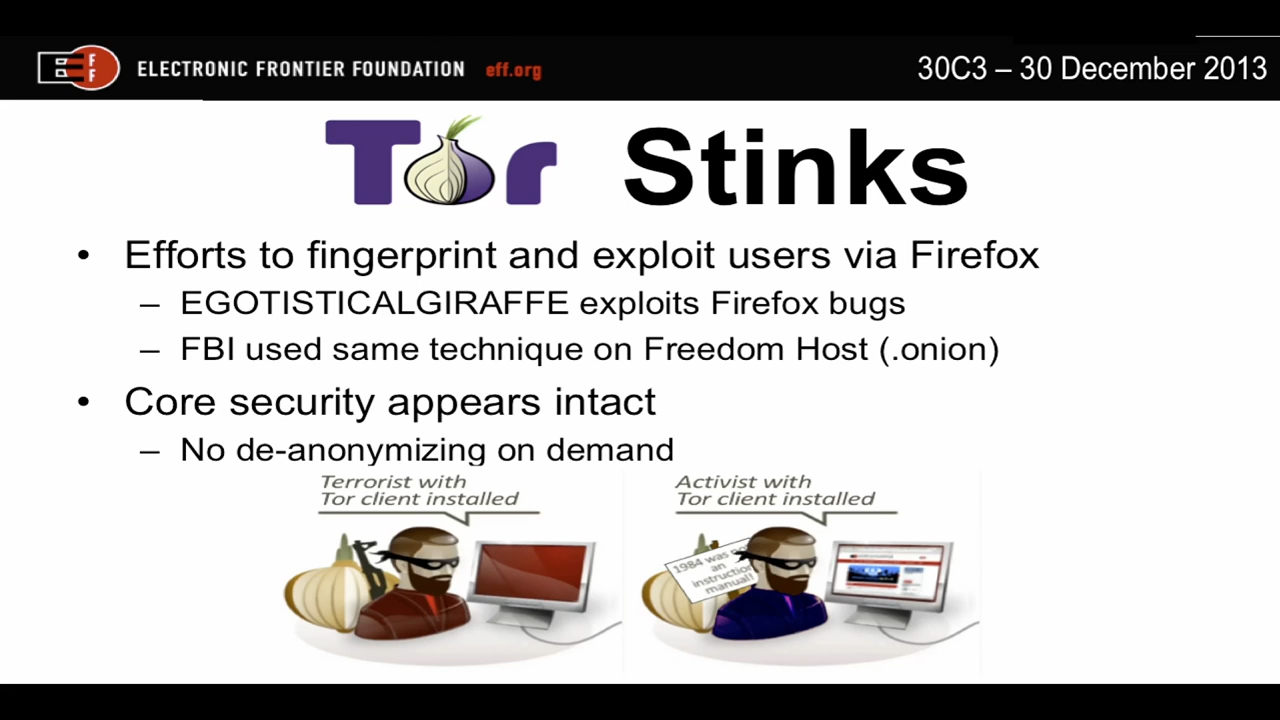 EFF ELECTRONIC FRONTIER FOUNDATION eff.org
30C3 – 30 December 2013
Tor Stinks
• Efforts to fingerprint and exploit users via Firefox
– EGOTISTICALGIRAFFE exploits Firefox bugs
– FBI used same technique on Freedom Host (.onion)
• Core security appears intact
– No de-anonymizing on demand
Terrorist with
Tor client installed
Activist with
Tor client installed
1984 was
an
instruction
manual!